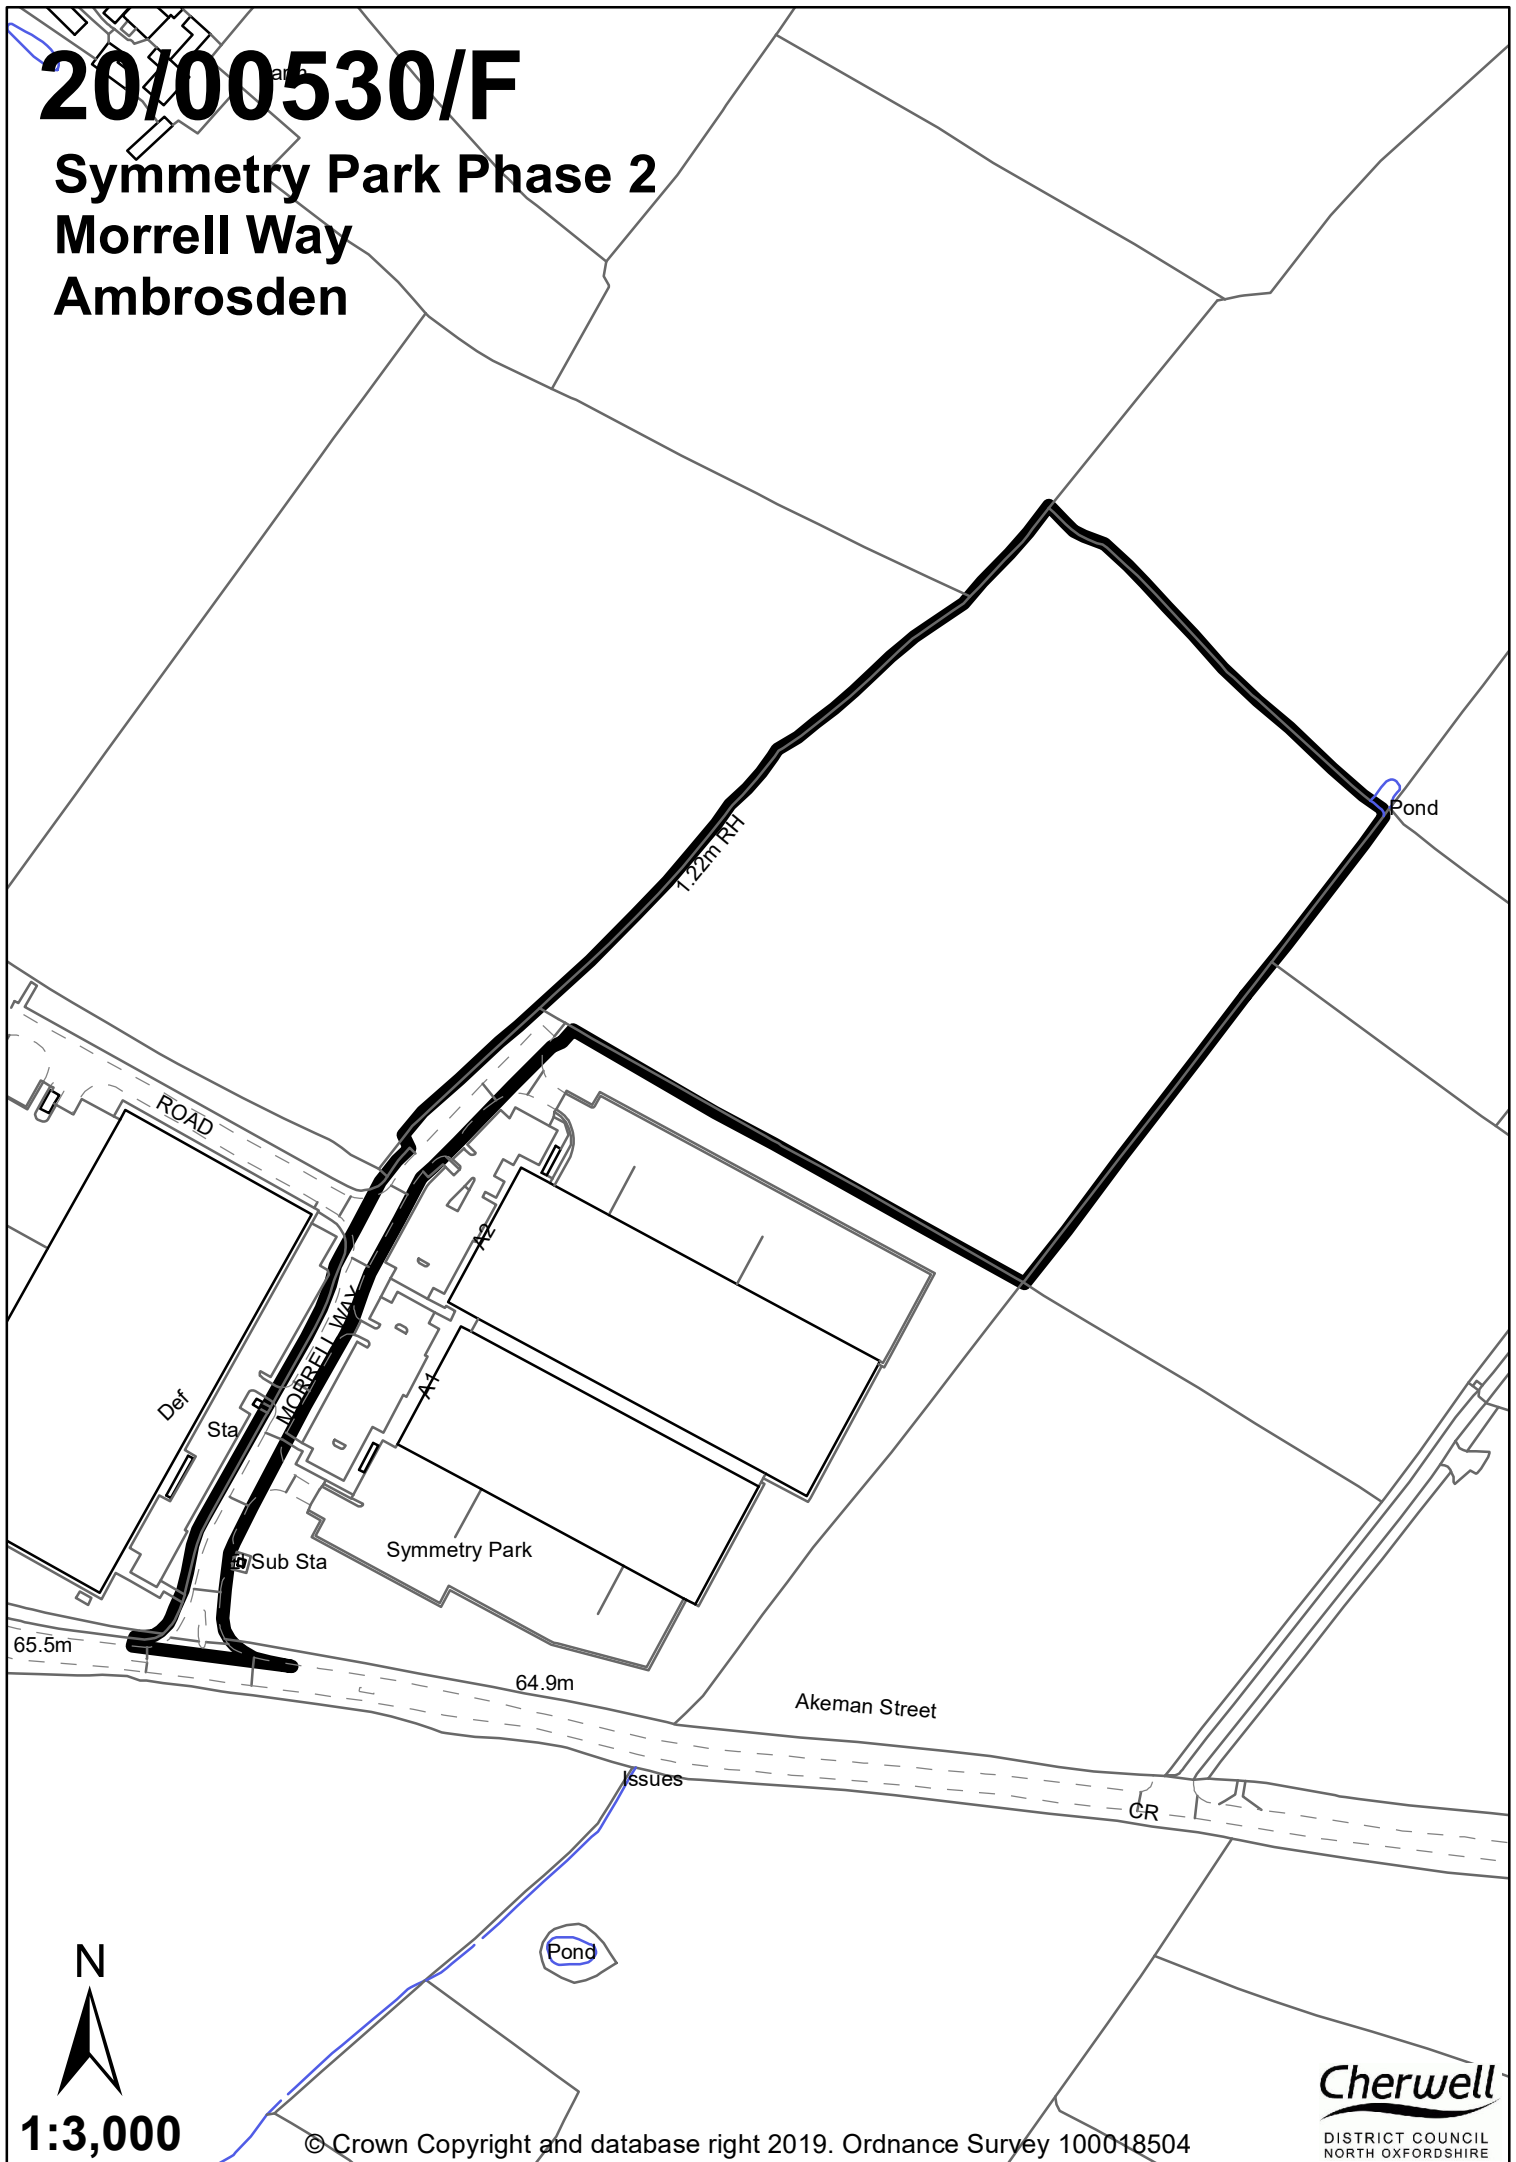 20/00530/F
Symmetry Park Phase 2
Morrell Way
Ambrosden
Pond
1.22m RH
ROAD
A2
MORRELL WAY
A1
Def
Sta
Sub Sta
Symmetry Park
65.5m
64.9m
Akeman Street
Issues
CR
Pond
N
1:3,000
© Crown Copyright and database right 2019. Ordnance Survey 100018504
Cherwell
DISTRICT COUNCIL
NORTH OXFORDSHIRE